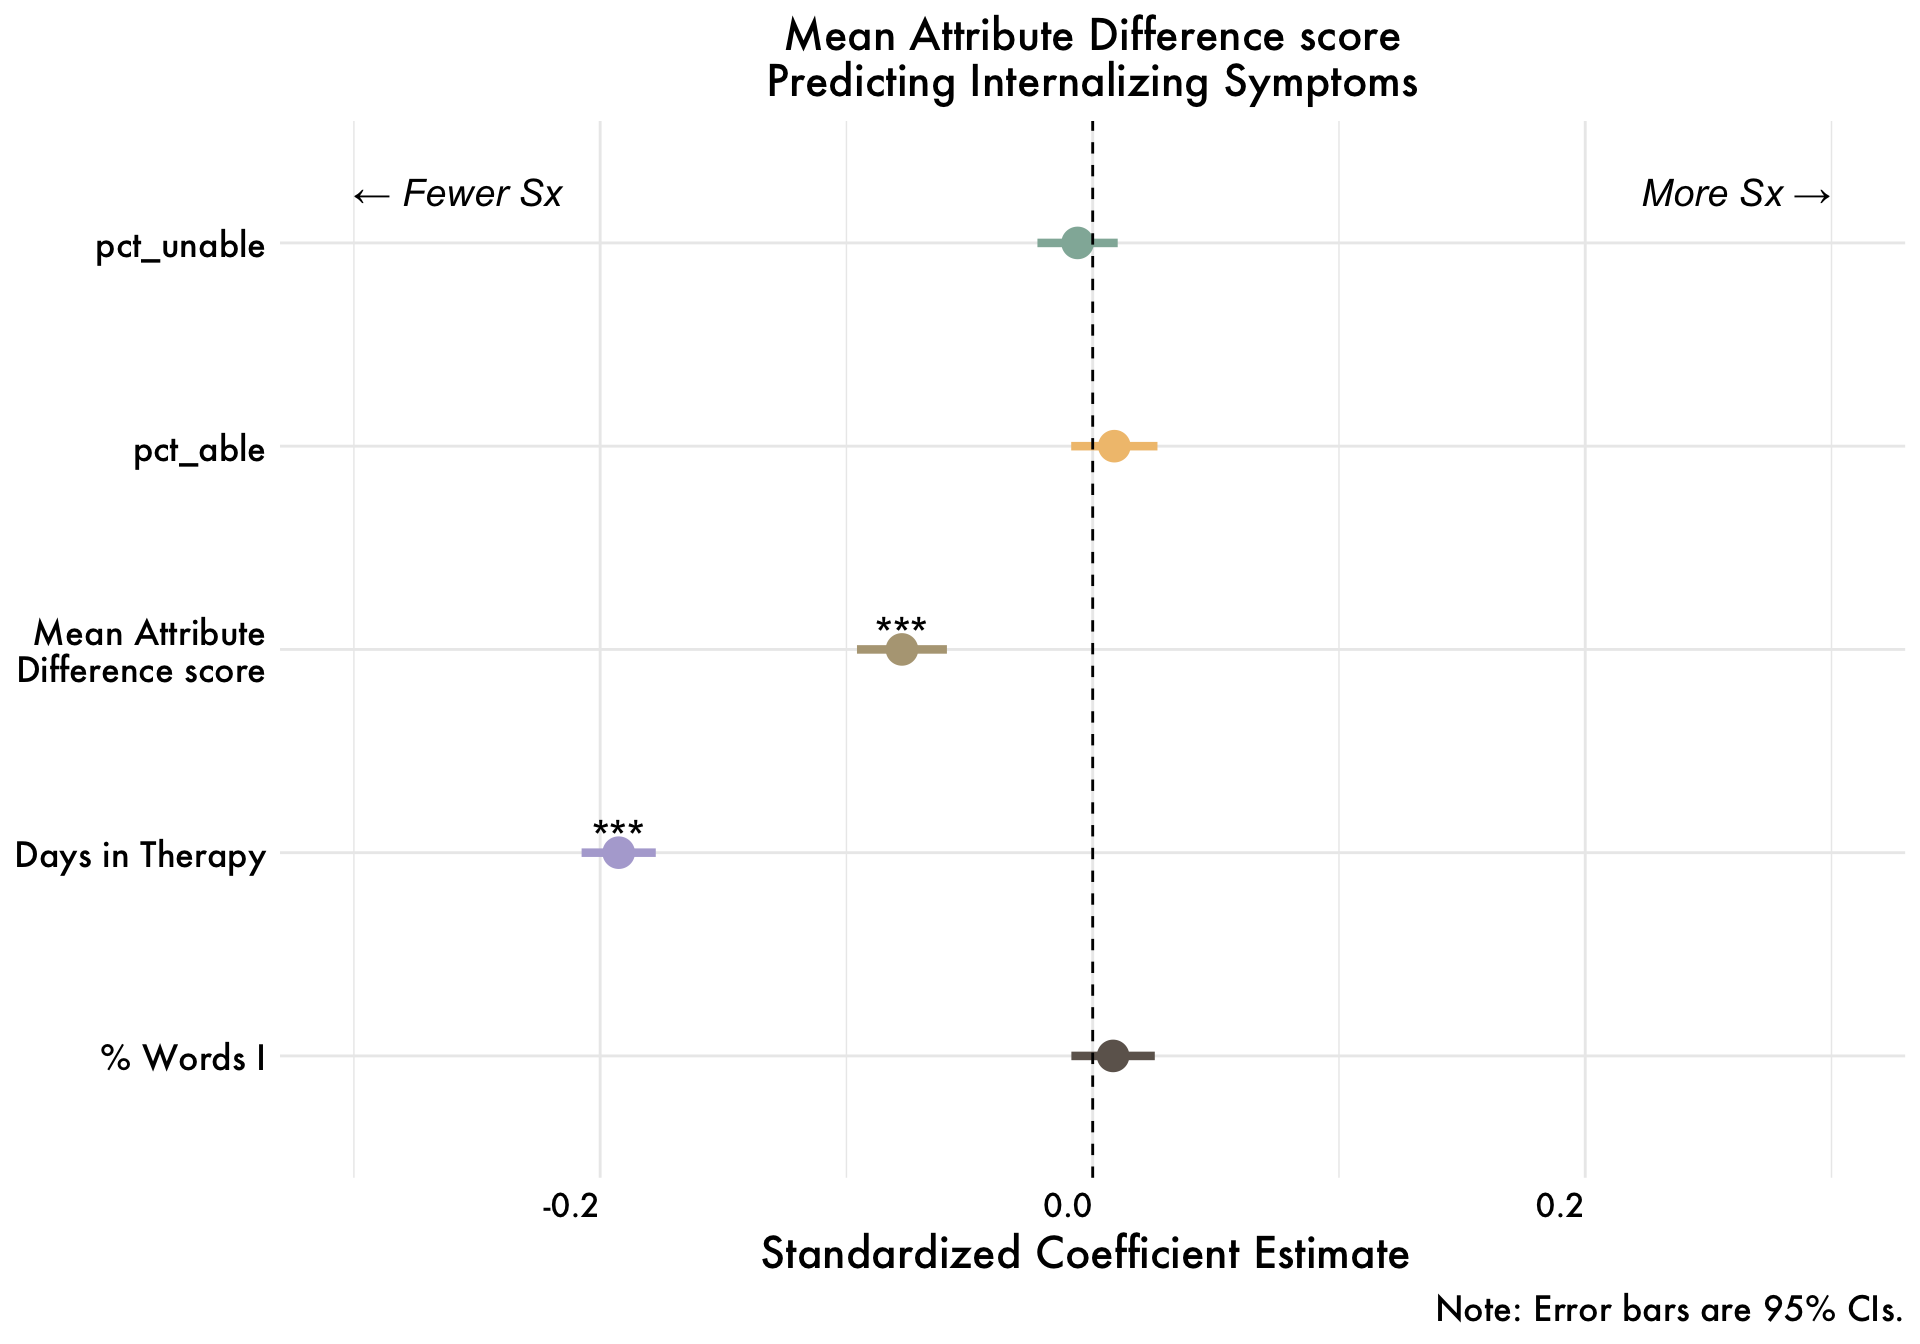 Mean Attribute Difference score
Predicting Internalizing Symptoms
← Fewer Sx
More Sx →
pct_unable
pct_able
***
Mean Attribute
Difference score
***
Days in Therapy
% Words I
-0.2
0.0
0.2
Standardized Coefficient Estimate
Note: Error bars are 95% CIs.